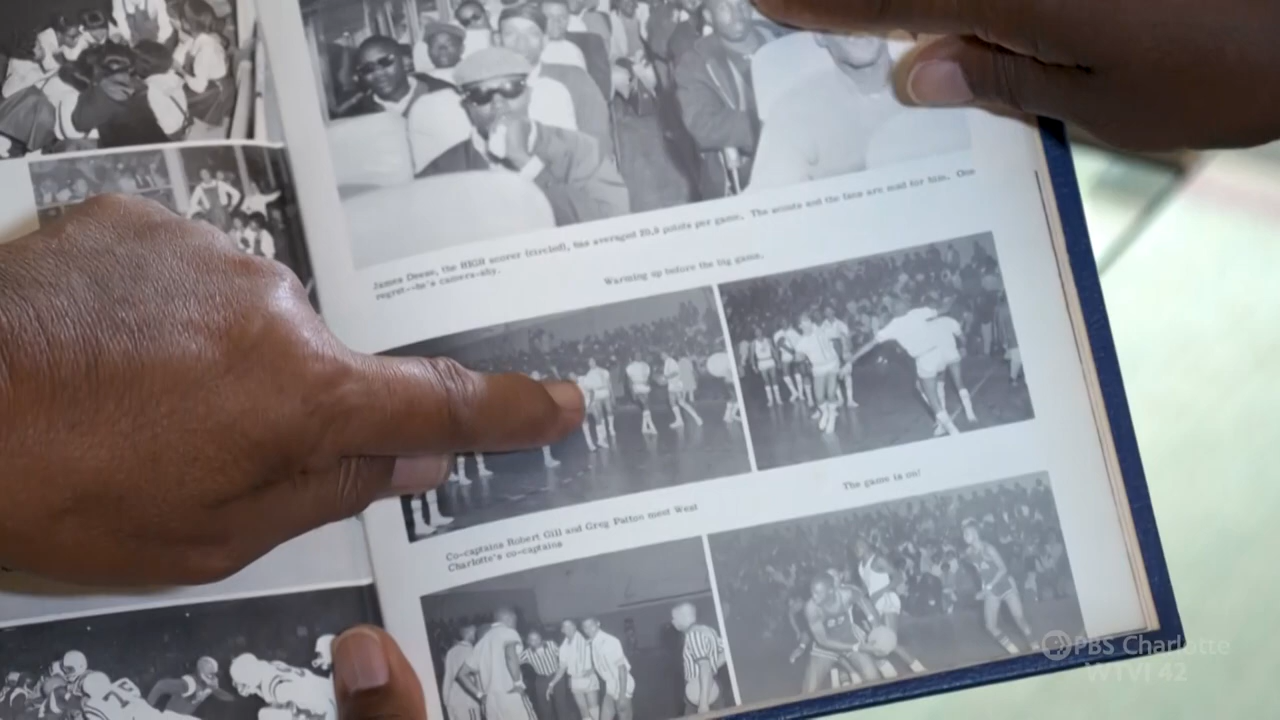 James Deese, the HIGH scorer (circled), has averaged 25.5 points per game. The scouts and the fans are mad for him. One
regret--he's camera-shy.
Warming up before the big game.
The game is on!
Co-captains Robert Gill and Greg Patton meet West
Charlotte's co-captains
PBS Charlotte
WTVI 42